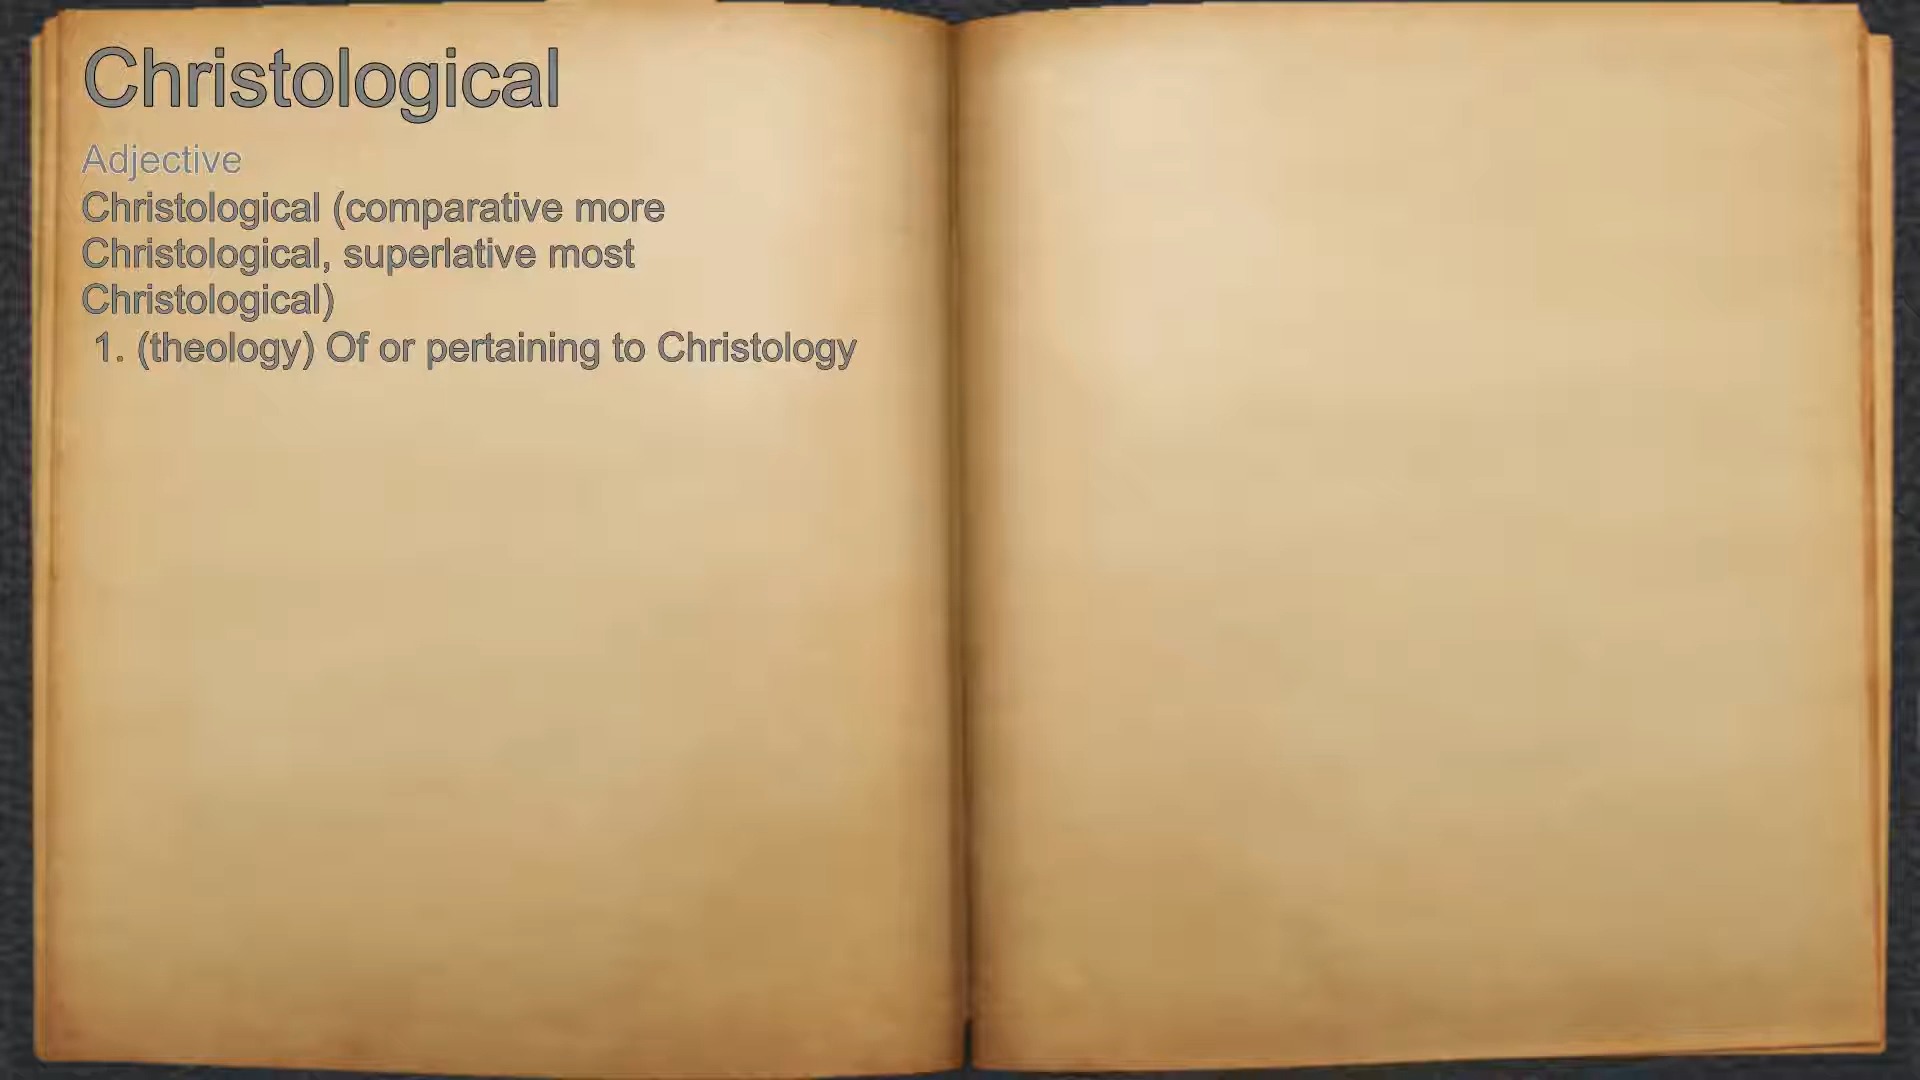 Christological
Adjective
Christological (comparative more
Christological, superlative most
Christological)
1. (theology) Of or pertaining to Christology